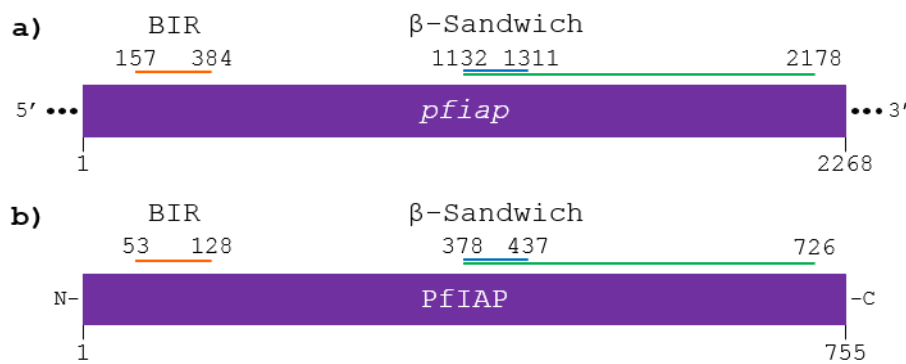 a) BIR β-Sandwich
157 384 1132 1311 2178
5' ••• pfiap •••3'
1 2268
b) BIR β-Sandwich
53 128 378 437 726
N- PfIAP -C
1 755